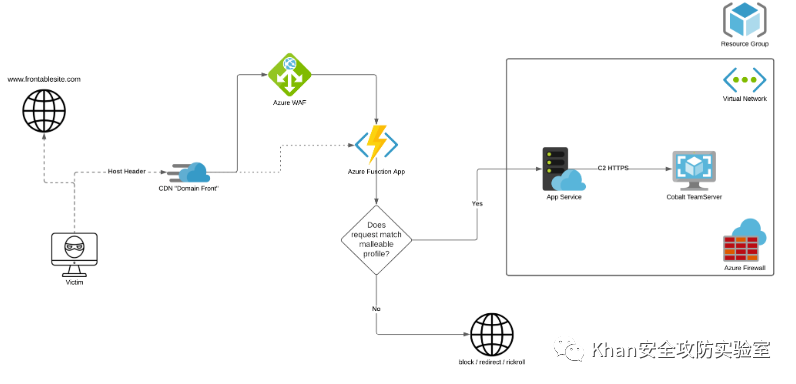 www.frontablesite.com
Host Header
Victim
CDN "Domain Front"
Azure WAF
Azure Function App
Does
request match
malleable
profile?
Yes
No
block / redirect / rickroll
Resource Group
Virtual Network
App Service
C2 HTTPS
Cobalt TeamServer
Azure Firewall
Khan安全攻防实验室